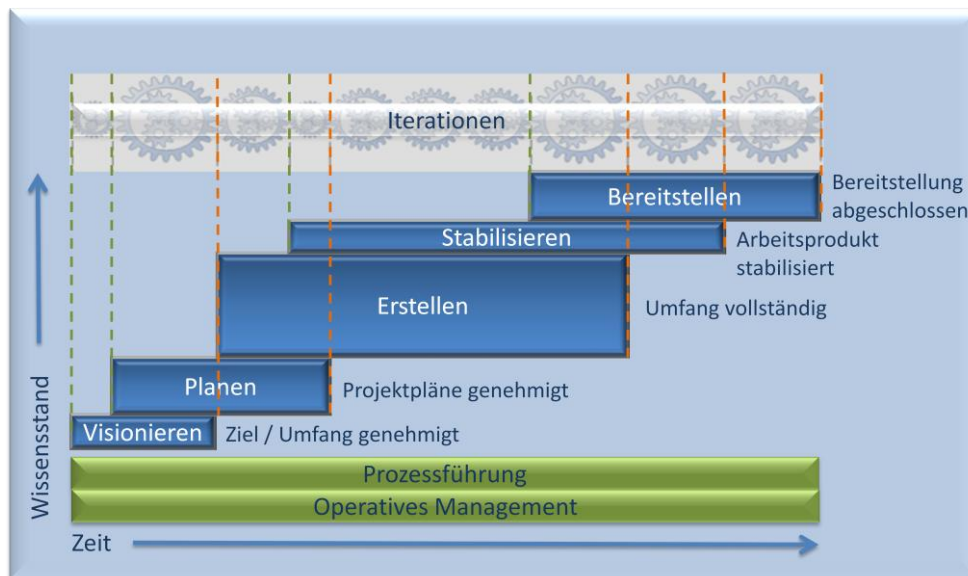 Iterationen
Bereitstellen
Bereitstellung
abgeschlossen
Stabilisieren
Arbeitsprodukt
stabilisiert
Erstellen
Umfang vollständig
Planen
Projektpläne genehmigt
Visionieren
Ziel / Umfang genehmigt
Wissensstand
Prozessführung
Operatives Management
Zeit